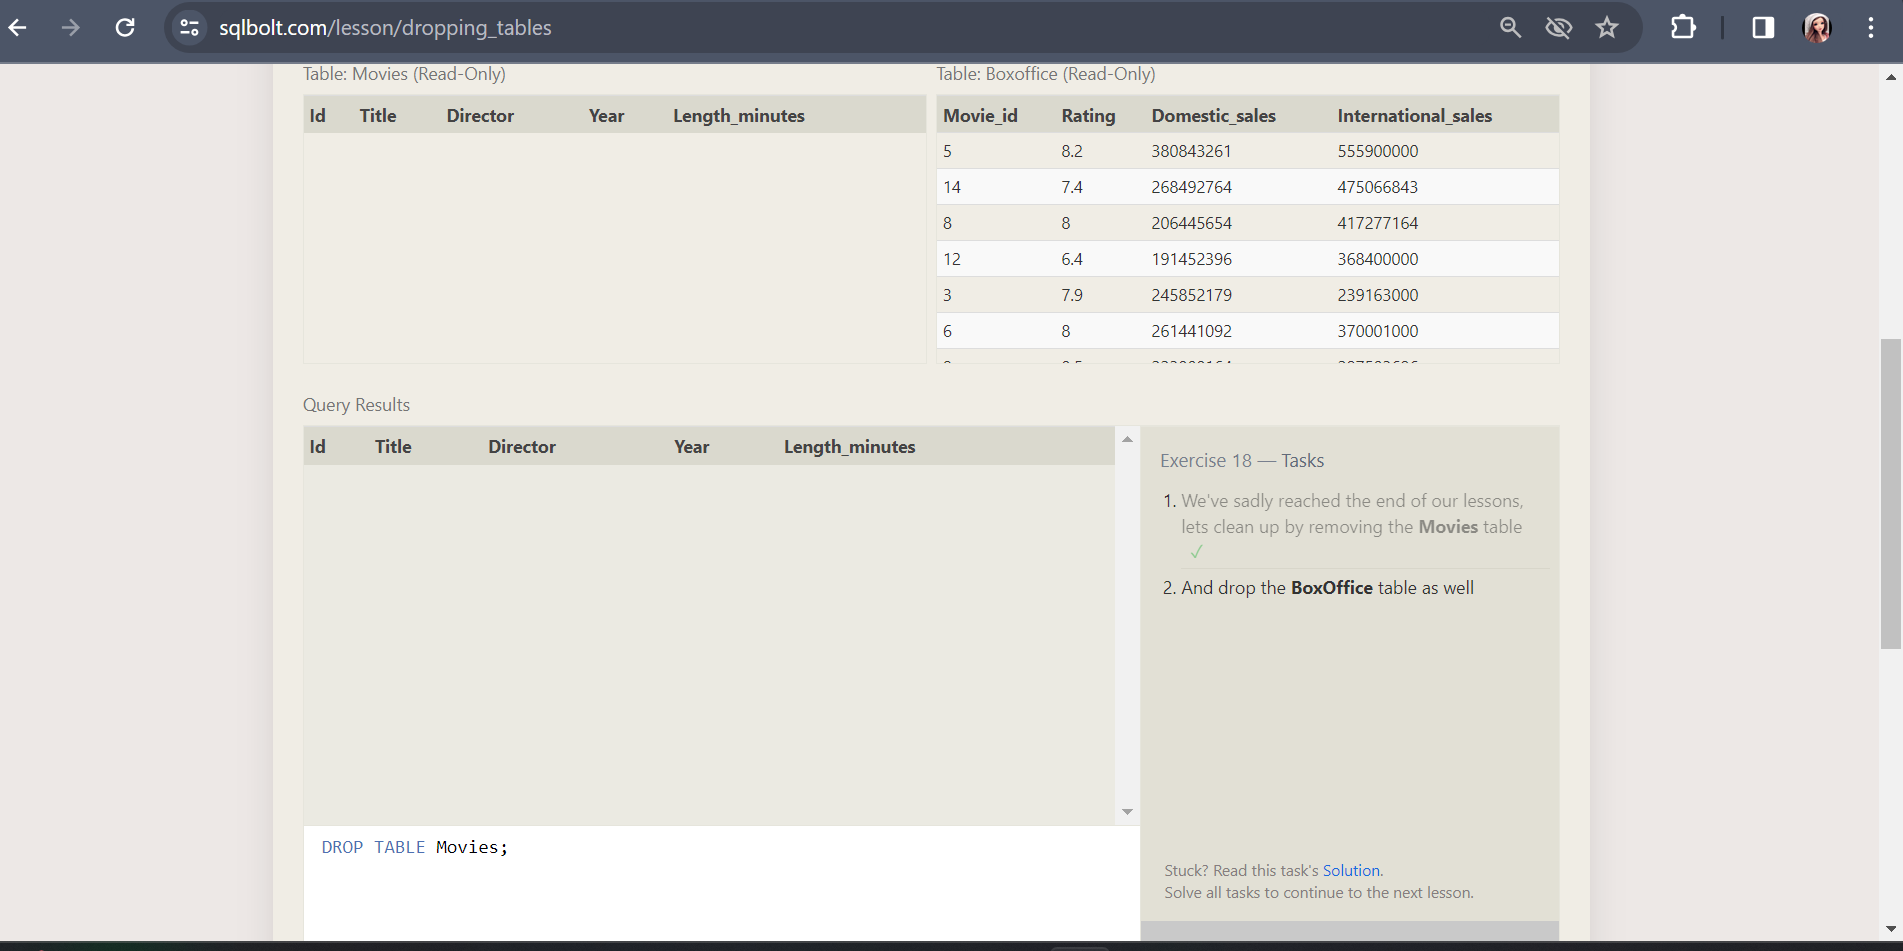 sqlbolt.com/lesson/dropping_tables
Table: Movies (Read-Only)
Id Title Director Year Length_minutes
Table: Boxoffice (Read-Only)
Movie_id Rating Domestic_sales International_sales
5 8.2 380843261 555900000
14 7.4 268492764 475066843
8 8 206445654 417277164
12 6.4 191452396 368400000
3 7.9 245852179 239163000
6 8 261441092 370001000
Query Results
Id Title Director Year Length_minutes
DROP TABLE Movies;
Exercise 18 — Tasks
1. We've sadly reached the end of our lessons,
lets clean up by removing the Movies table
✓
2. And drop the BoxOffice table as well
Stuck? Read this task's Solution.
Solve all tasks to continue to the next lesson.